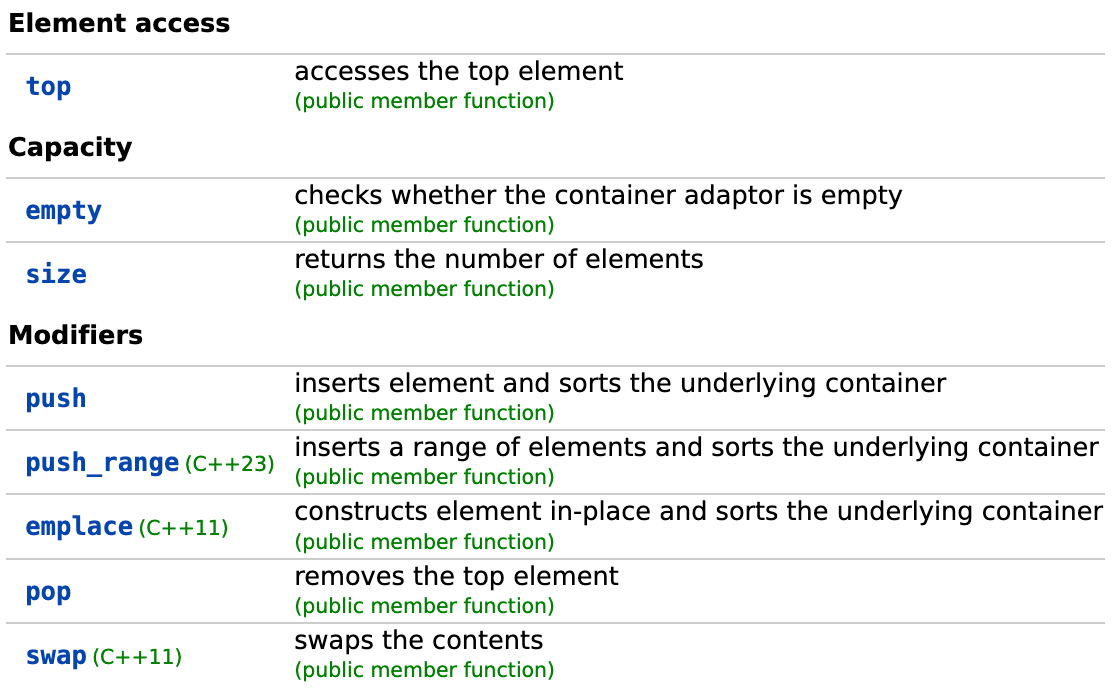 Element access
top
accesses the top element
(public member function)
Capacity
empty
checks whether the container adaptor is empty
(public member function)
size
returns the number of elements
(public member function)
Modifiers
push
inserts element and sorts the underlying container
(public member function)
push_range (C++23)
inserts a range of elements and sorts the underlying container
(public member function)
emplace (C++11)
constructs element in-place and sorts the underlying container
(public member function)
pop
removes the top element
(public member function)
swap (C++11)
swaps the contents
(public member function)